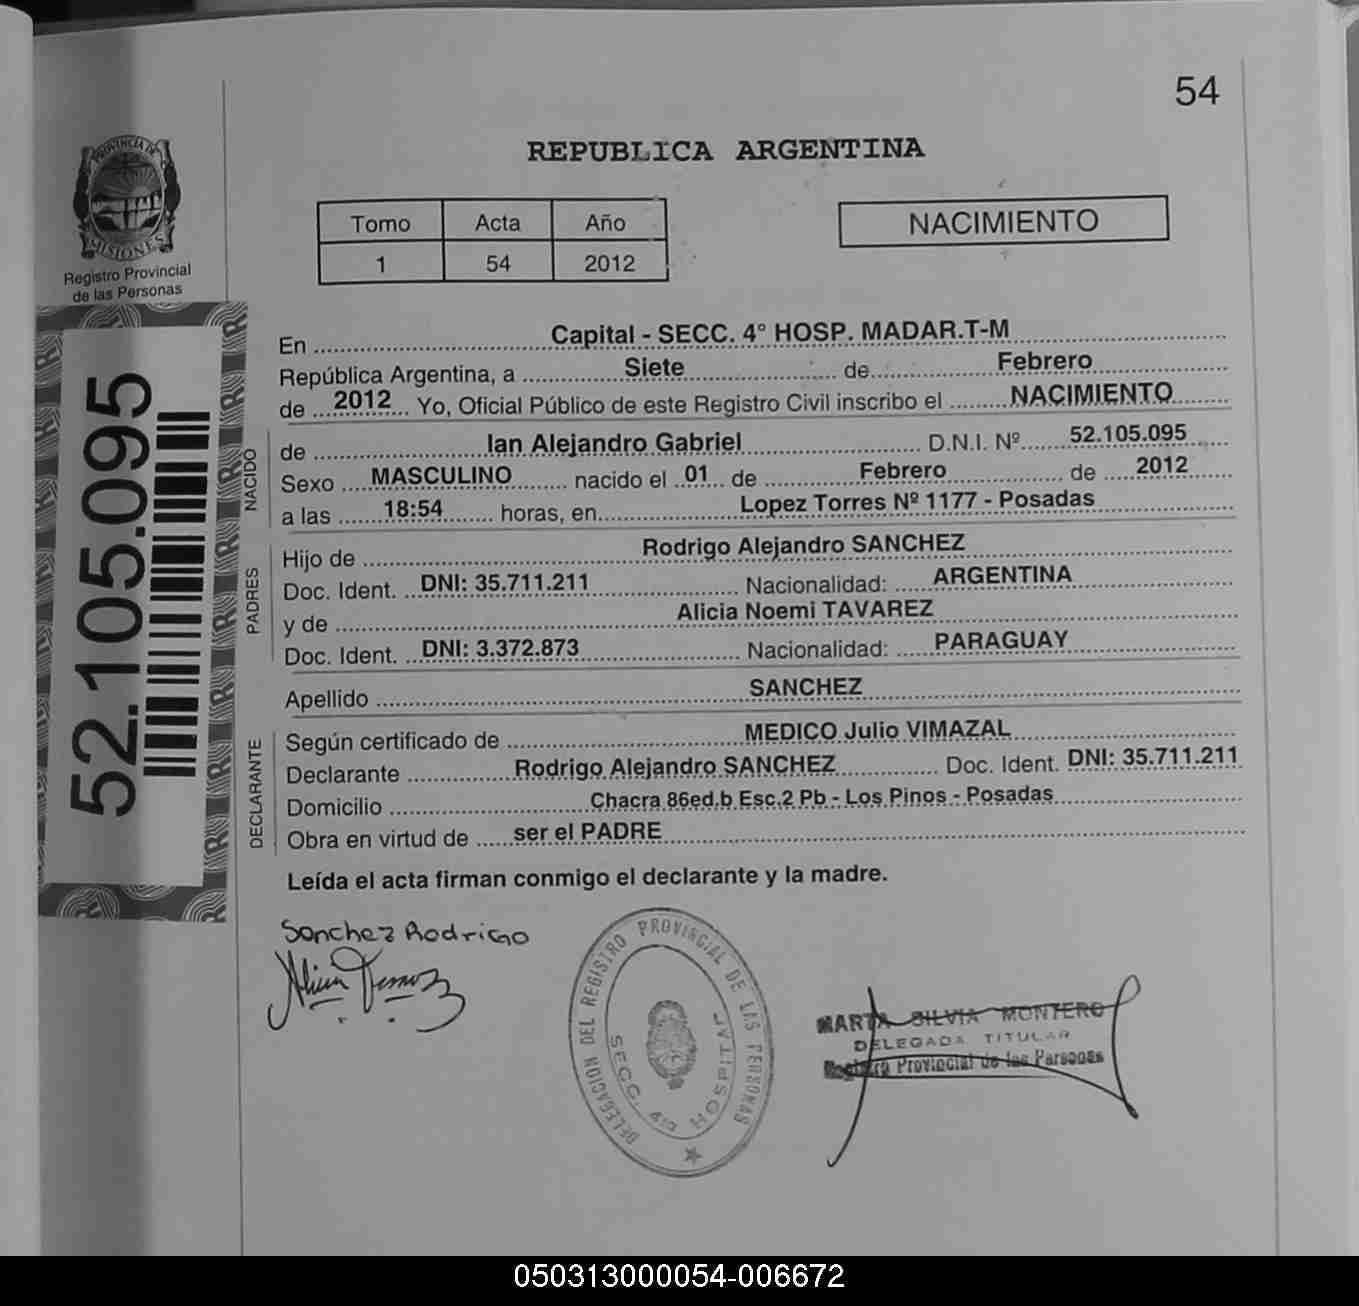 54
PROVINCIA DE
MISIONES
Registro Provincial
de las Personas
REPUBLICA ARGENTINA
Tomo Acta Año
1 54 2012
NACIMIENTO
En Capital - SECC. 4° HOSP. MADAR.T-M
República Argentina, a Siete de Febrero
de 2012 Yo, Oficial Público de este Registro Civil inscribo el NACIMIENTO
NACIDO
de Ian Alejandro Gabriel D.N.I. Nº 52.105.095
Sexo MASCULINO nacido el 01 de Febrero de 2012
a las 18:54 horas, en Lopez Torres Nº 1177 - Posadas
PADRES
Hijo de Rodrigo Alejandro SANCHEZ
Doc. Ident. DNI: 35.711.211 Nacionalidad: ARGENTINA
y de Alicia Noemi TAVAREZ
Doc. Ident. DNI: 3.372.873 Nacionalidad: PARAGUAY
Apellido SANCHEZ
DECLARANTE
Según certificado de MEDICO Julio VIMAZAL
Declarante Rodrigo Alejandro SANCHEZ Doc. Ident. DNI: 35.711.211
Domicilio Chacra 86ed.b Esc.2 Pb - Los Pinos - Posadas
Obra en virtud de ser el PADRE
Leída el acta firman conmigo el declarante y la madre.
52.105.095
Sanchez Rodrigo
DELEGACION DEL REGISTRO PROVINCIAL DE LAS PERSONAS
SECC. 4ta HOSPITAL
MARTA SILVIA MONTERO
DELEGADA TITULAR
Registro Provincial de las Personas
050313000054-006672